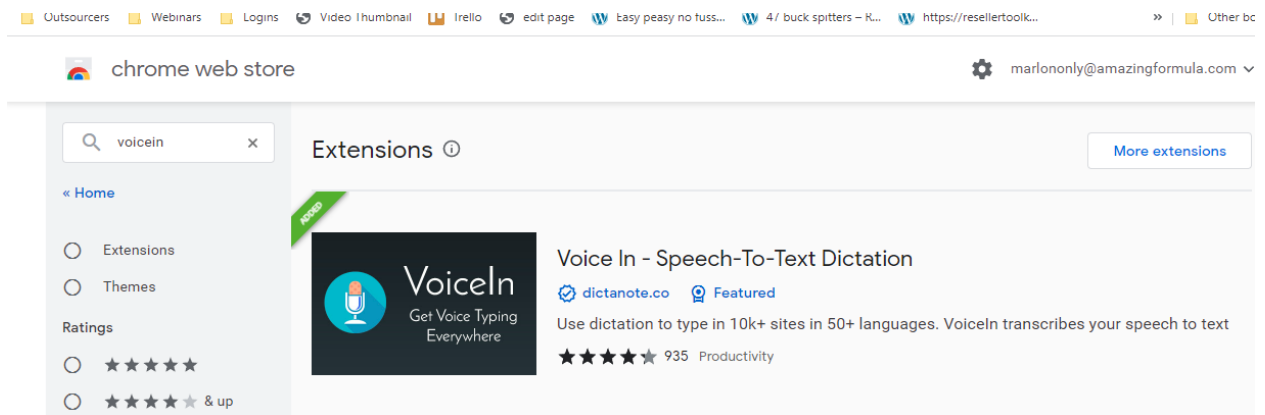 Outsourcers Webinars Logins Video Thumbnail Trello edit page Easy peasy no fuss... 47 buck spitters – R... https://resellertoolk... » Other bo
chrome web store marlononly@amazingformula.com
voicein ×
Extensions
More extensions
« Home
ADDED
Extensions
Themes
Ratings
& up
VoiceIn
Get Voice Typing
Everywhere
Voice In - Speech-To-Text Dictation
dictanote.co Featured
Use dictation to type in 10k+ sites in 50+ languages. VoiceIn transcribes your speech to text
935 Productivity